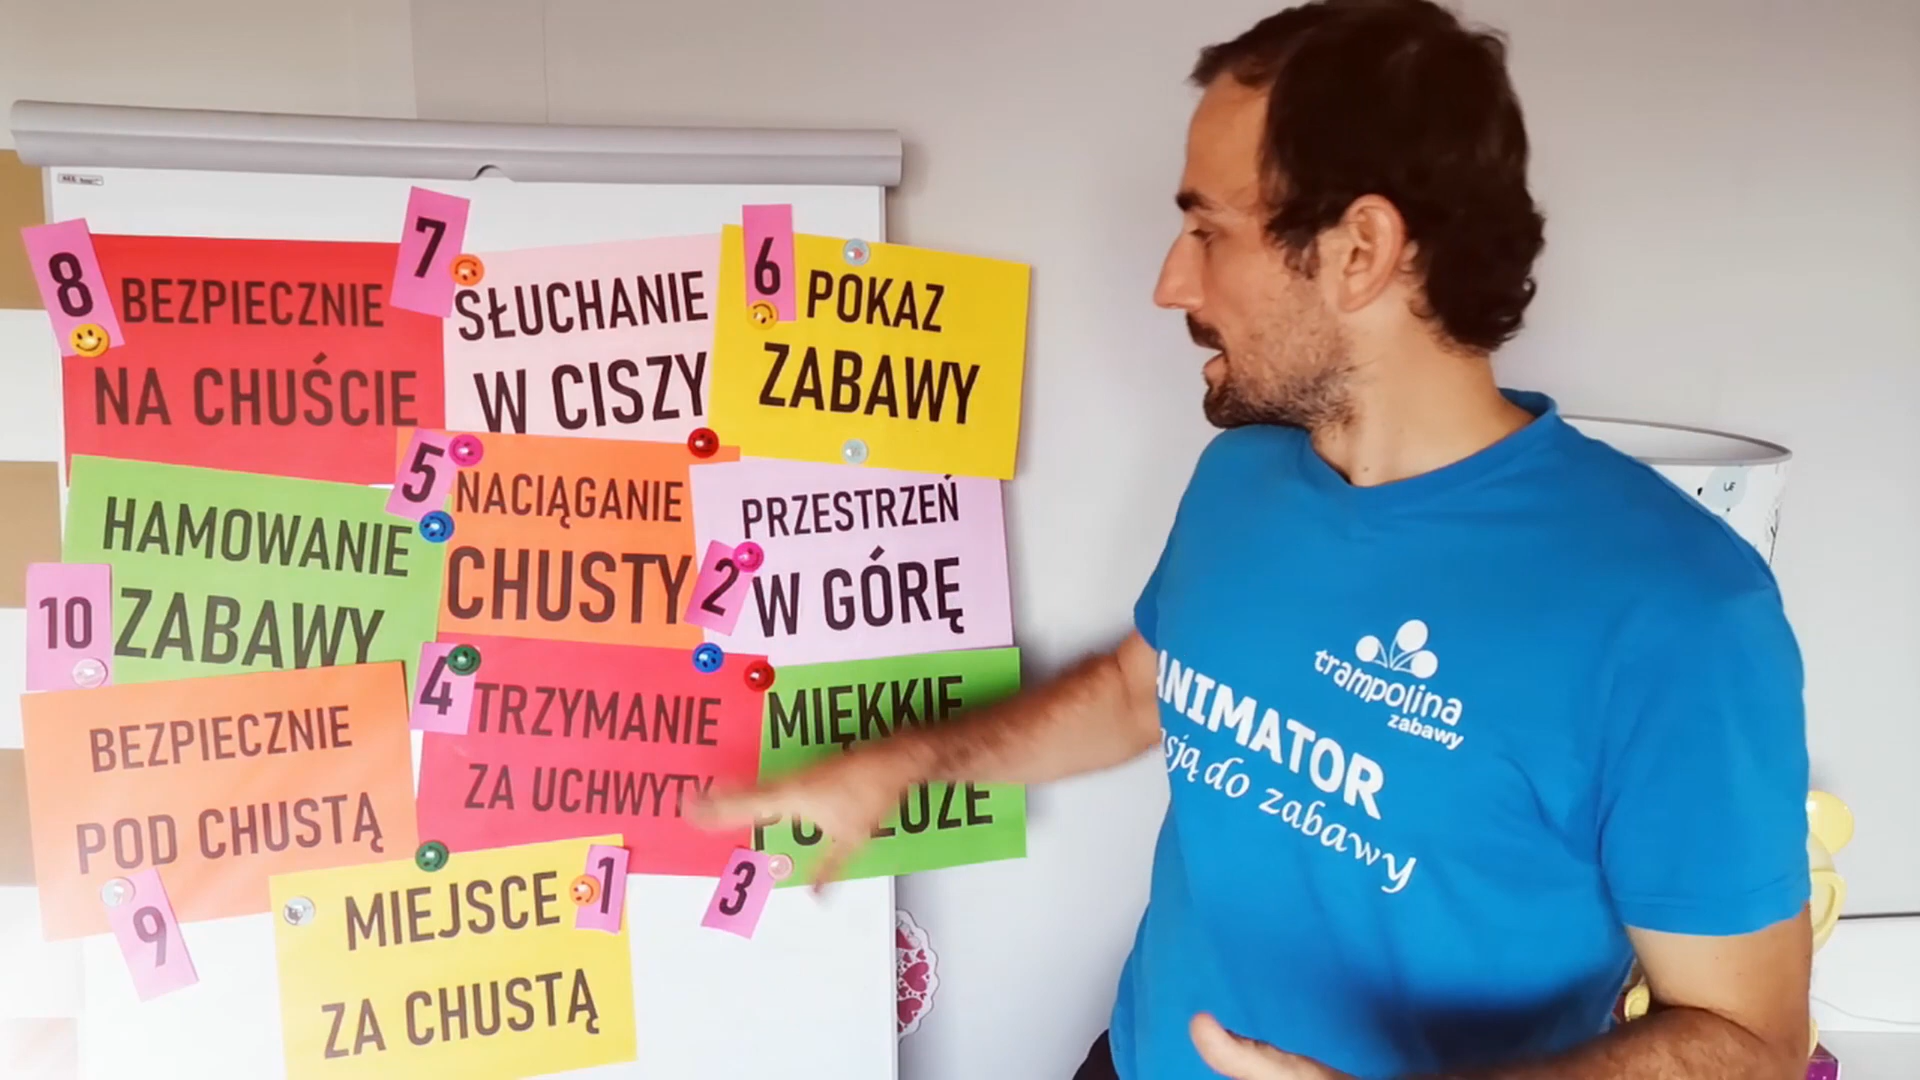 8
BEZPIECZNIE
NA CHUŚCIE
7
SŁUCHANIE
W CISZY
6
POKAZ
ZABAWY
HAMOWANIE
ZABAWY
10
5
NACIĄGANIE
CHUSTY
PRZESTRZEŃ
W GÓRĘ
2
BEZPIECZNIE
POD CHUSTĄ
9
4
TRZYMANIE
ZA UCHWYTY
MIĘKKIE
3
MIEJSCE
ZA CHUSTĄ
1
trampolina
zabawy
ANIMATOR
do zabawy